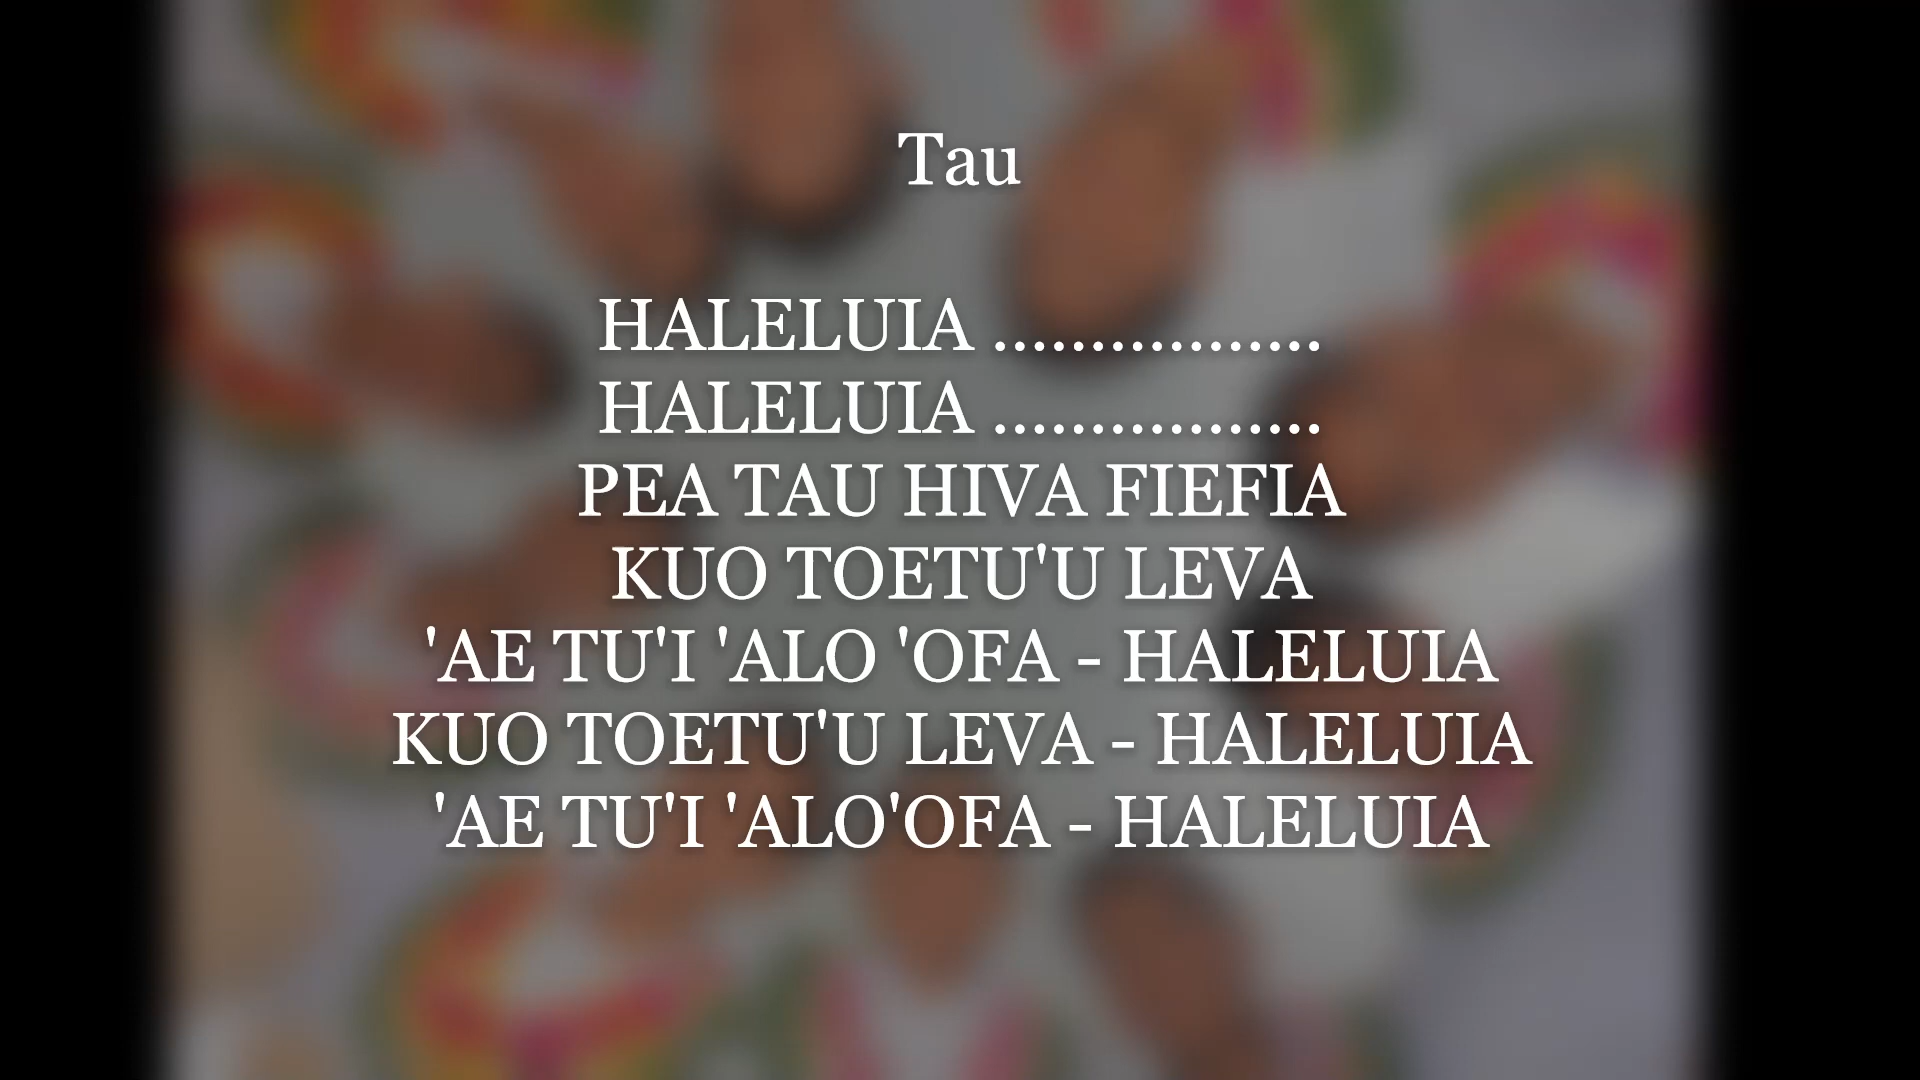 Tau
HALELUIA .................
HALELUIA .................
PEA TAU HIVA FIEFIA
KUO TOETU'U LEVA
'AE TU'I 'ALO 'OFA - HALELUIA
KUO TOETU'U LEVA - HALELUIA
'AE TU'I 'ALO'OFA - HALELUIA